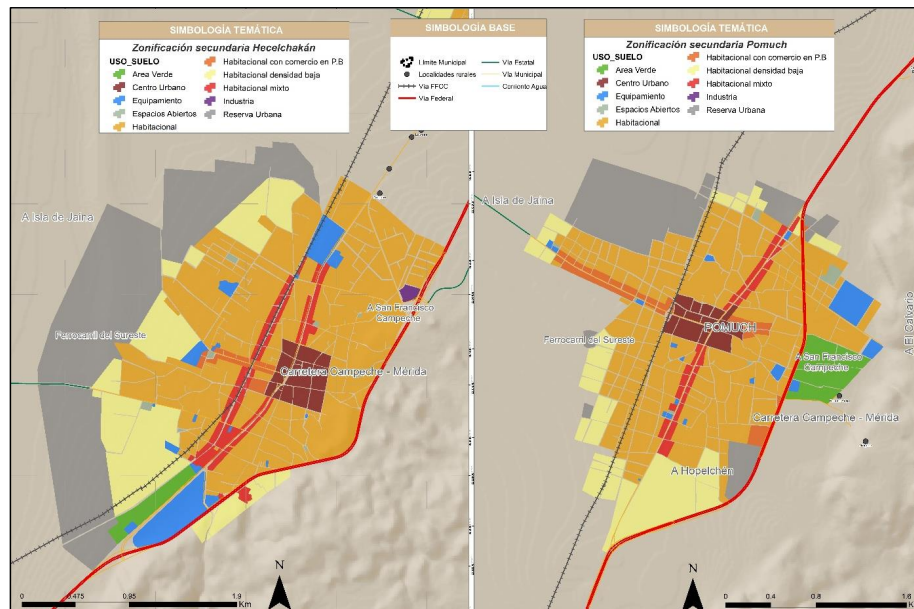 SIMBOLOGÍA TEMÁTICA
Zonificación secundaria Hecelchakán
USO_SUELO
Area Verde
Centro Urbano
Equipamiento
Espacios Abiertos
Habitacional
Habitacional con comercio en P.B
Habitacional densidad baja
Habitacional mixto
Industria
Reserva Urbana
SIMBOLOGÍA BASE
Límite Municipal
Localidades rurales
Vía FFOC
Vía Federal
Vía Estatal
Vía Municipal
Corriente Agua
SIMBOLOGÍA TEMÁTICA
Zonificación secundaria Pomuch
USO_SUELO
Area Verde
Centro Urbano
Equipamiento
Espacios Abiertos
Habitacional
Habitacional con comercio en P.B
Habitacional densidad baja
Habitacional mixto
Industria
Reserva Urbana
A Isla de Jaina
A San Francisco
Campeche
Ferrocarril del Sureste
Carretera Campeche - Mérida
N
0 0.475 0.95 1.9
Km
A Isla de Jaina
POMUCH
Ferrocarril del Sureste
A San Francisco
Campeche
A El Calvario
Carretera Campeche - Mérida
A Hopelchén
N
0 0.4 0.8 1.6